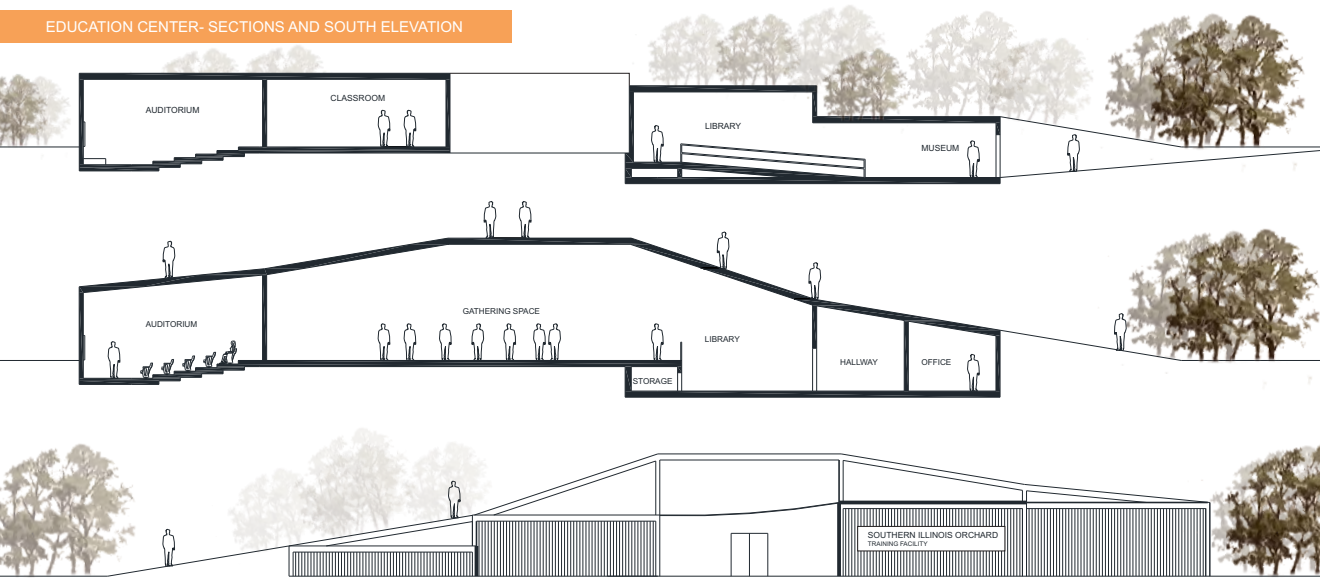 EDUCATION CENTER- SECTIONS AND SOUTH ELEVATION
AUDITORIUM
CLASSROOM
LIBRARY
MUSEUM
AUDITORIUM
GATHERING SPACE
LIBRARY
STORAGE
HALLWAY
OFFICE
SOUTHERN ILLINOIS ORCHARD
TRAINING FACILITY